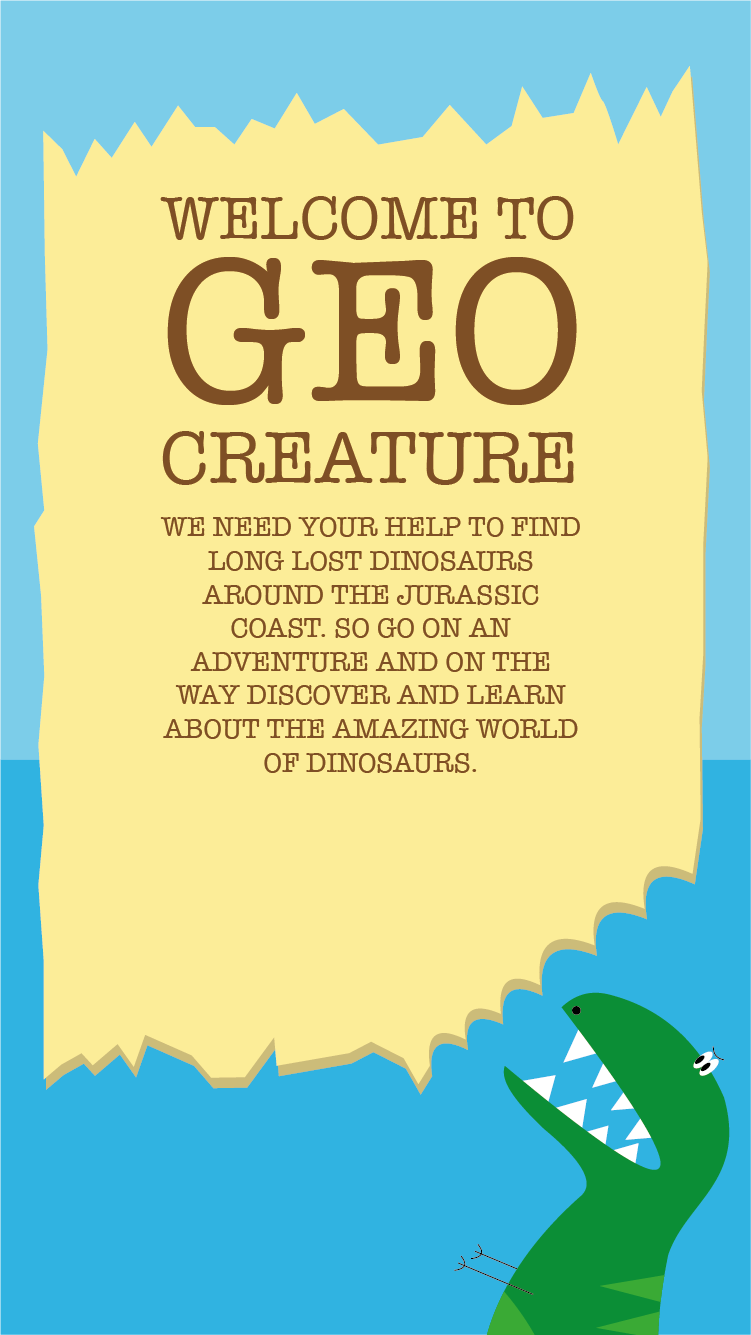 WELCOME TO
GEO
CREATURE
WE NEED YOUR HELP TO FIND
LONG LOST DINOSAURS
AROUND THE JURASSIC
COAST. SO GO ON AN
ADVENTURE AND ON THE
WAY DISCOVER AND LEARN
ABOUT THE AMAZING WORLD
OF DINOSAURS.